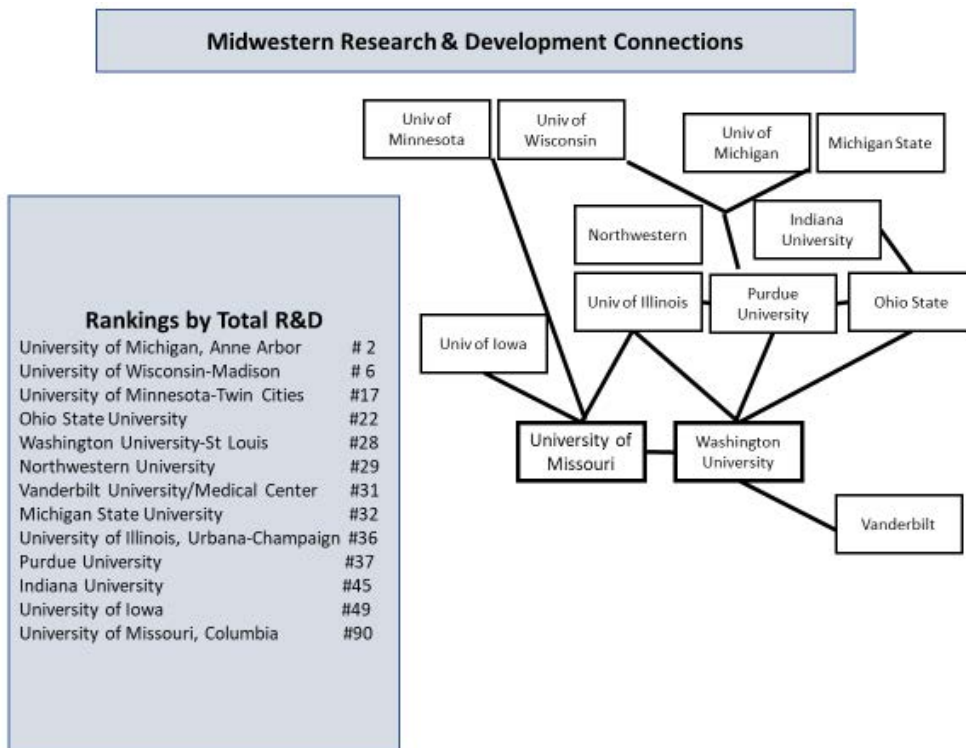 Midwestern Research & Development Connections
Univ of
Minnesota
Univ of
Wisconsin
Univ of
Michigan
Michigan State
Northwestern
Indiana
University
Univ of Illinois
Purdue
University
Ohio State
Univ of Iowa
University of
Missouri
Washington
University
Vanderbilt
Rankings by Total R&D
University of Michigan, Anne Arbor # 2
University of Wisconsin-Madison # 6
University of Minnesota-Twin Cities #17
Ohio State University #22
Washington University-St Louis #28
Northwestern University #29
Vanderbilt University/Medical Center #31
Michigan State University #32
University of Illinois, Urbana-Champaign #36
Purdue University #37
Indiana University #45
University of Iowa #49
University of Missouri, Columbia #90